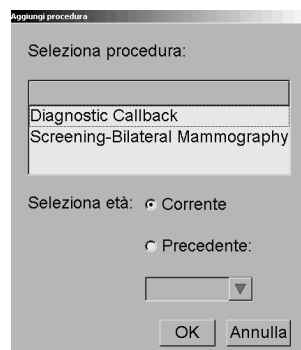 Aggiungi procedura
Seleziona procedura:
Diagnostic Callback
Screening-Bilateral Mammography
Seleziona età: Corrente
Precedente:
OK Annulla